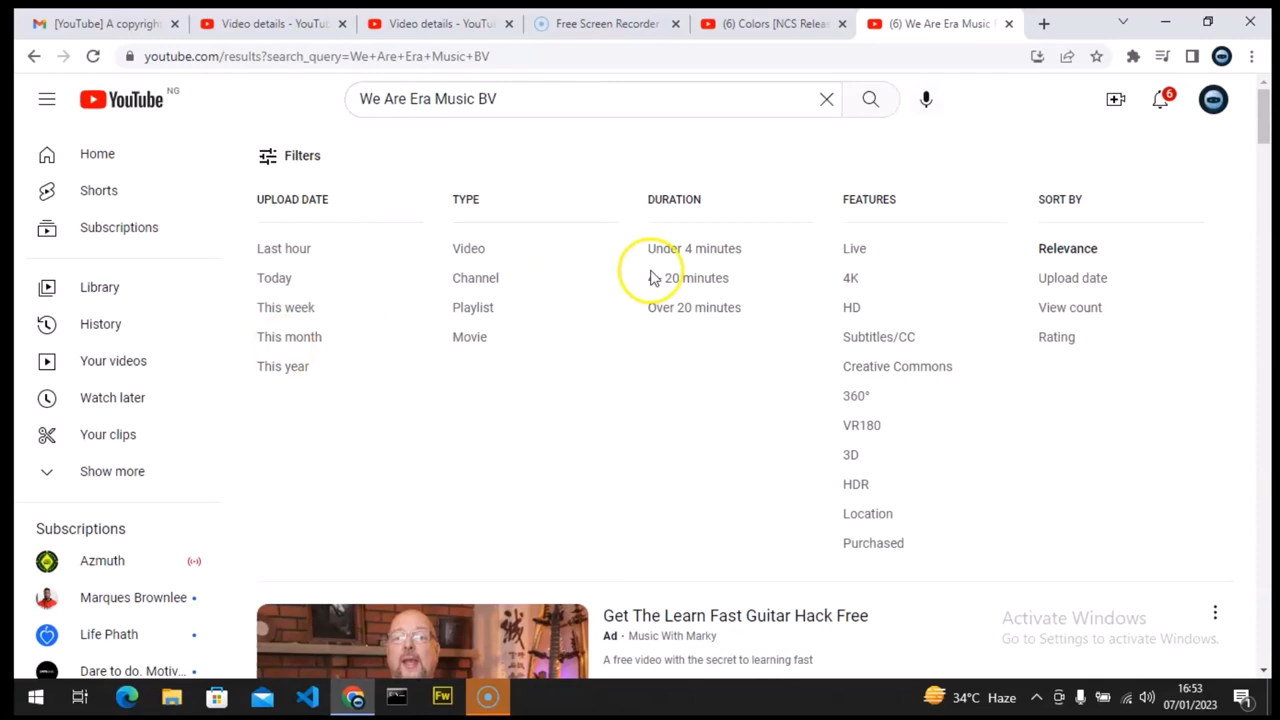 [YouTube] A copyrigh
Video details - YouTu
Video details - YouTu
Free Screen Recorder
(6) Colors [NCS Relea
(6) We Are Era Music
youtube.com/results?search_query=We+Are+Era+Music+BV
YouTube NG
We Are Era Music BV
6
Home
Shorts
Subscriptions
Library
History
Your videos
Watch later
Your clips
Show more
Subscriptions
Azmuth
Marques Brownlee
Life Phath
Dare to do. Motiv...
Filters
UPLOAD DATE
Last hour
Today
This week
This month
This year
TYPE
Video
Channel
Playlist
Movie
DURATION
Under 4 minutes
20 minutes
Over 20 minutes
FEATURES
Live
4K
HD
Subtitles/CC
Creative Commons
360°
VR180
3D
HDR
Location
Purchased
SORT BY
Relevance
Upload date
View count
Rating
Get The Learn Fast Guitar Hack Free
Ad · Music With Marky
A free video with the secret to learning fast
Activate Windows
Go to Settings to activate Windows.
Fw
34°C Haze
16:53
07/01/2023
1